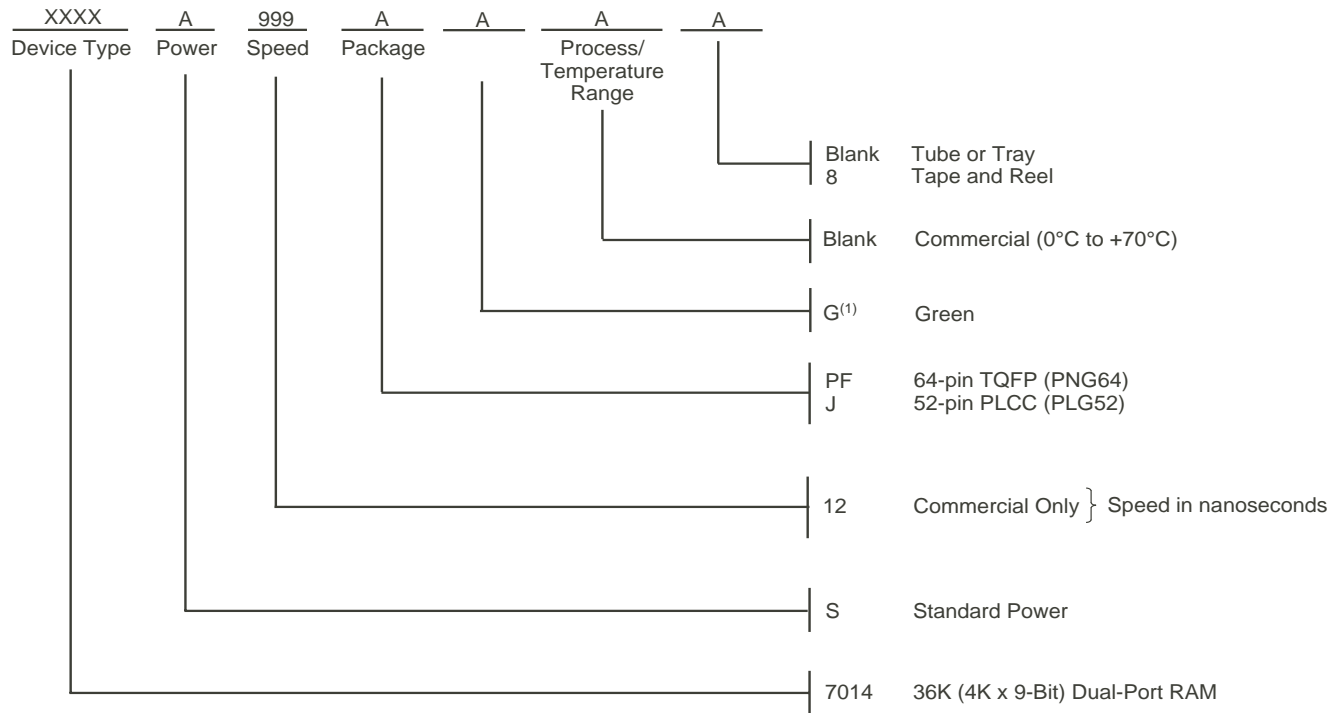 XXXX A 999 A A A A
Device Type Power Speed Package Process/
Temperature
Range
Blank Tube or Tray
8 Tape and Reel
Blank Commercial (0°C to +70°C)
G(1) Green
PF 64-pin TQFP (PNG64)
J 52-pin PLCC (PLG52)
12 Commercial Only } Speed in nanoseconds
S Standard Power
7014 36K (4K x 9-Bit) Dual-Port RAM